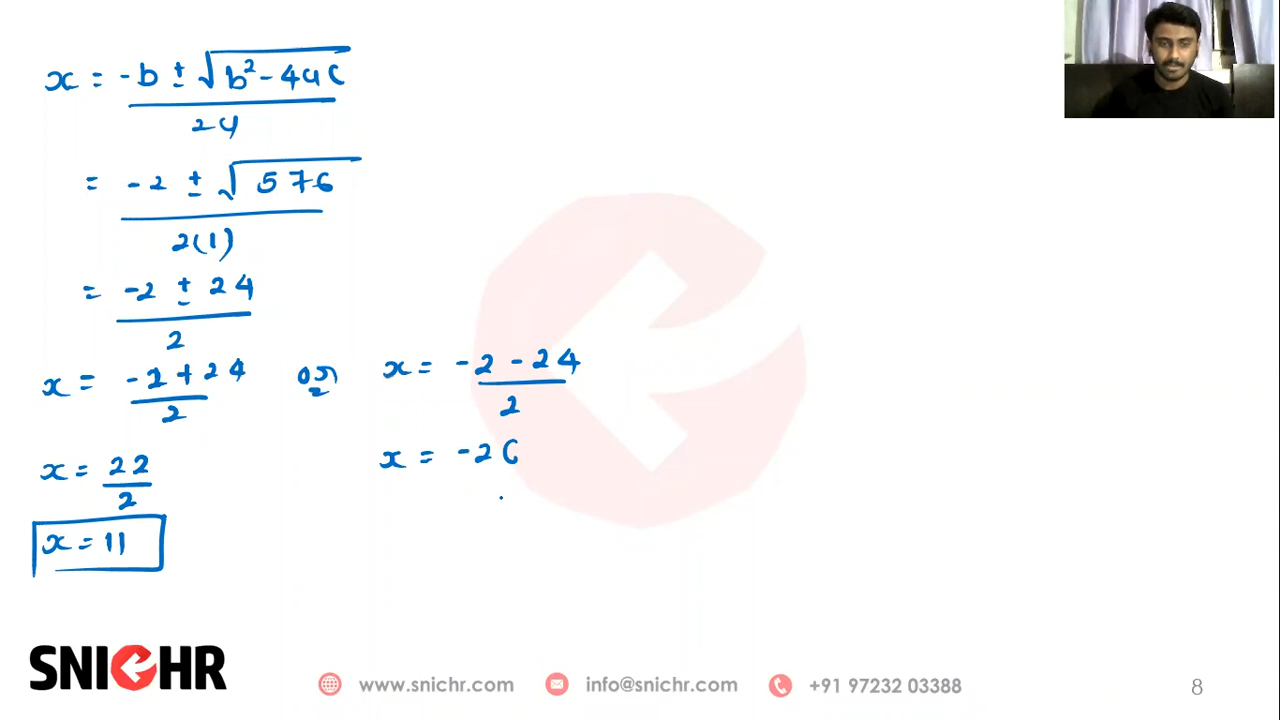 x = -b ± √b² - 4ac
2a
= -2 ± √576
2(1)
= -2 ± 24
2
x = -2 + 24
2
or
x = -2 - 24
2
x = 22
2
x = -26
x = 11
SNICHR
www.snichr.com
info@snichr.com
+91 97232 03388
8